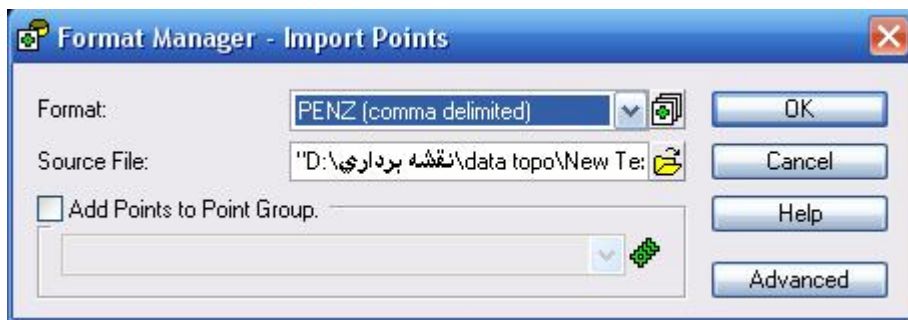 Format Manager - Import Points
Format:
PENZ (comma delimited)
OK
Source File:
"D:\نقشه برداري\data topo\New Te:
Cancel
Add Points to Point Group.
Help
Advanced